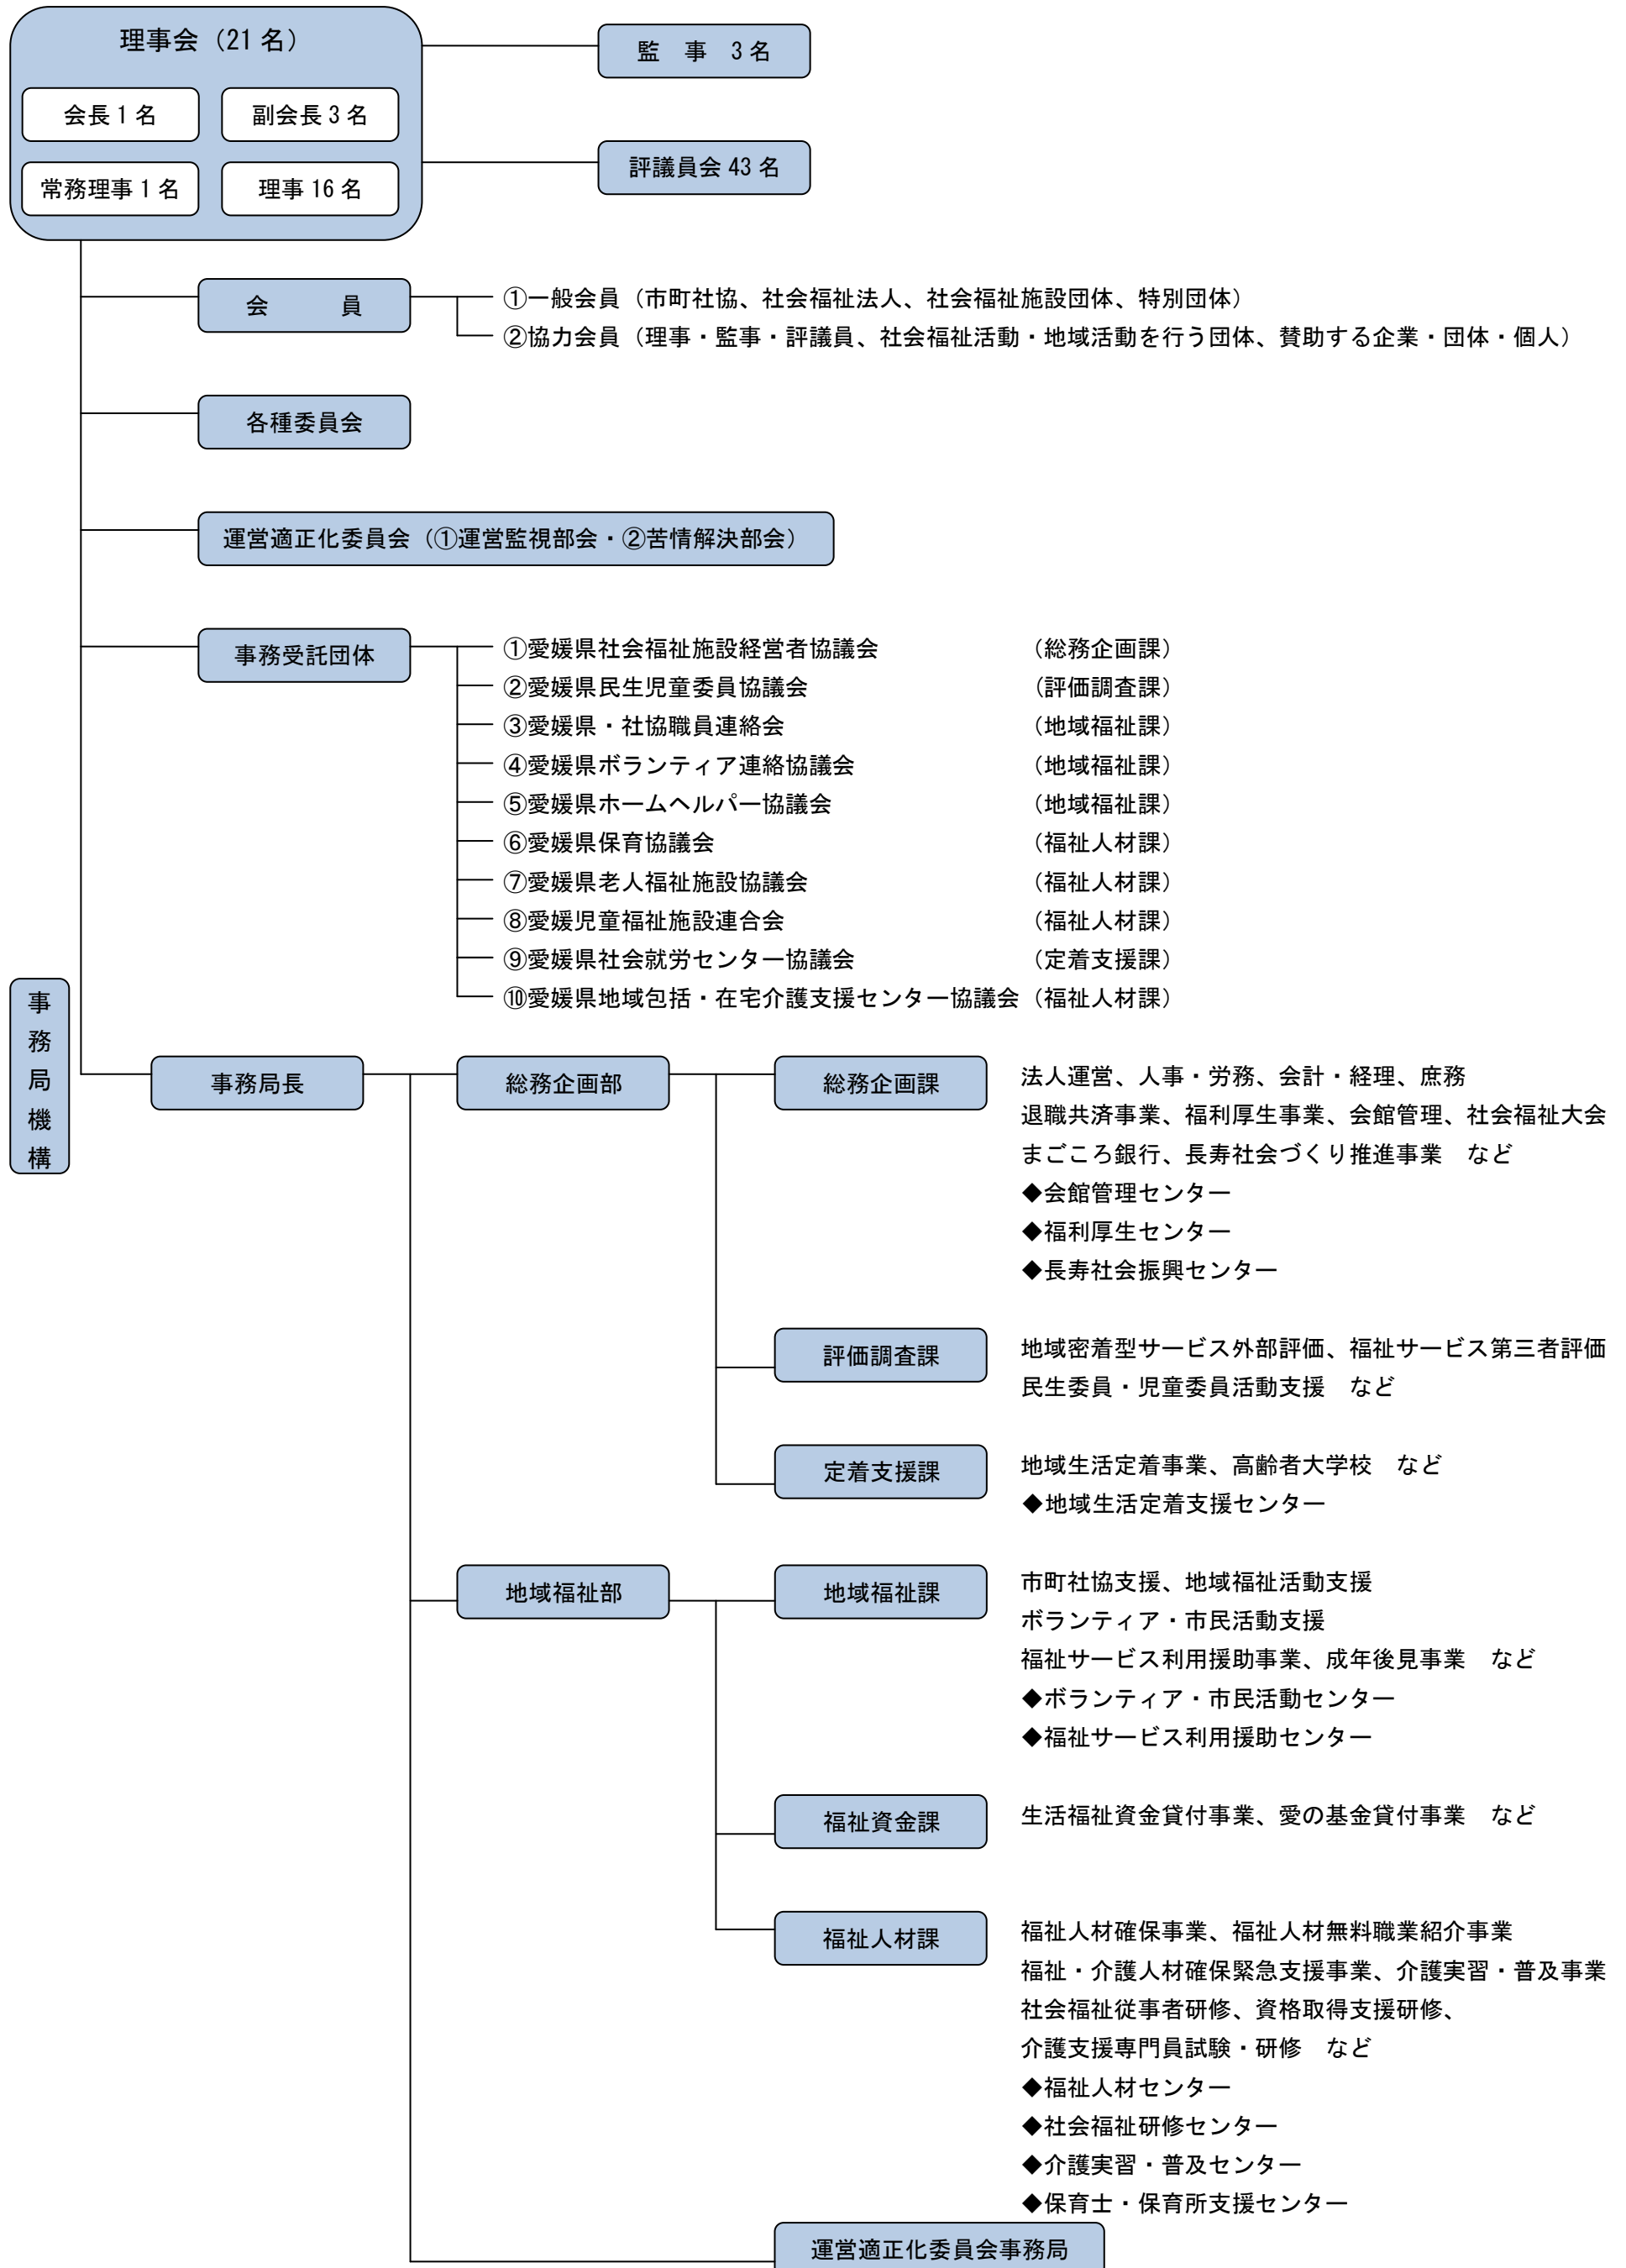 理事会（21名）
監　事　3名
会長1名
副会長3名
評議員会43名
常務理事1名
理事16名
会　　　員
①一般会員（市町社協、社会福祉法人、社会福祉施設団体、特別団体）
②協力会員（理事・監事・評議員、社会福祉活動・地域活動を行う団体、賛助する企業・団体・個人）
各種委員会
運営適正化委員会（①運営監視部会・②苦情解決部会）
事務受託団体
①愛媛県社会福祉施設経営者協議会（総務企画課）
②愛媛県民生児童委員協議会（評価調査課）
③愛媛県・社協職員連絡会（地域福祉課）
④愛媛県ボランティア連絡協議会（地域福祉課）
⑤愛媛県ホームヘルパー協議会（地域福祉課）
⑥愛媛県保育協議会（福祉人材課）
⑦愛媛県老人福祉施設協議会（福祉人材課）
⑧愛媛児童福祉施設連合会（福祉人材課）
⑨愛媛県社会就労センター協議会（定着支援課）
⑩愛媛県地域包括・在宅介護支援センター協議会（福祉人材課）
事務局機構
事務局長
総務企画部
総務企画課
法人運営、人事・労務、会計・経理、庶務
退職共済事業、福利厚生事業、会館管理、社会福祉大会
まごころ銀行、長寿社会づくり推進事業　など
◆会館管理センター
◆福利厚生センター
◆長寿社会振興センター
評価調査課
地域密着型サービス外部評価、福祉サービス第三者評価
民生委員・児童委員活動支援　など
定着支援課
地域生活定着事業、高齢者大学校　など
◆地域生活定着支援センター
地域福祉部
地域福祉課
市町社協支援、地域福祉活動支援
ボランティア・市民活動支援
福祉サービス利用援助事業、成年後見事業　など
◆ボランティア・市民活動センター
◆福祉サービス利用援助センター
福祉資金課
生活福祉資金貸付事業、愛の基金貸付事業　など
福祉人材課
福祉人材確保事業、福祉人材無料職業紹介事業
福祉・介護人材確保緊急支援事業、介護実習・普及事業
社会福祉従事者研修、資格取得支援研修、
介護支援専門員試験・研修　など
◆福祉人材センター
◆社会福祉研修センター
◆介護実習・普及センター
◆保育士・保育所支援センター
運営適正化委員会事務局